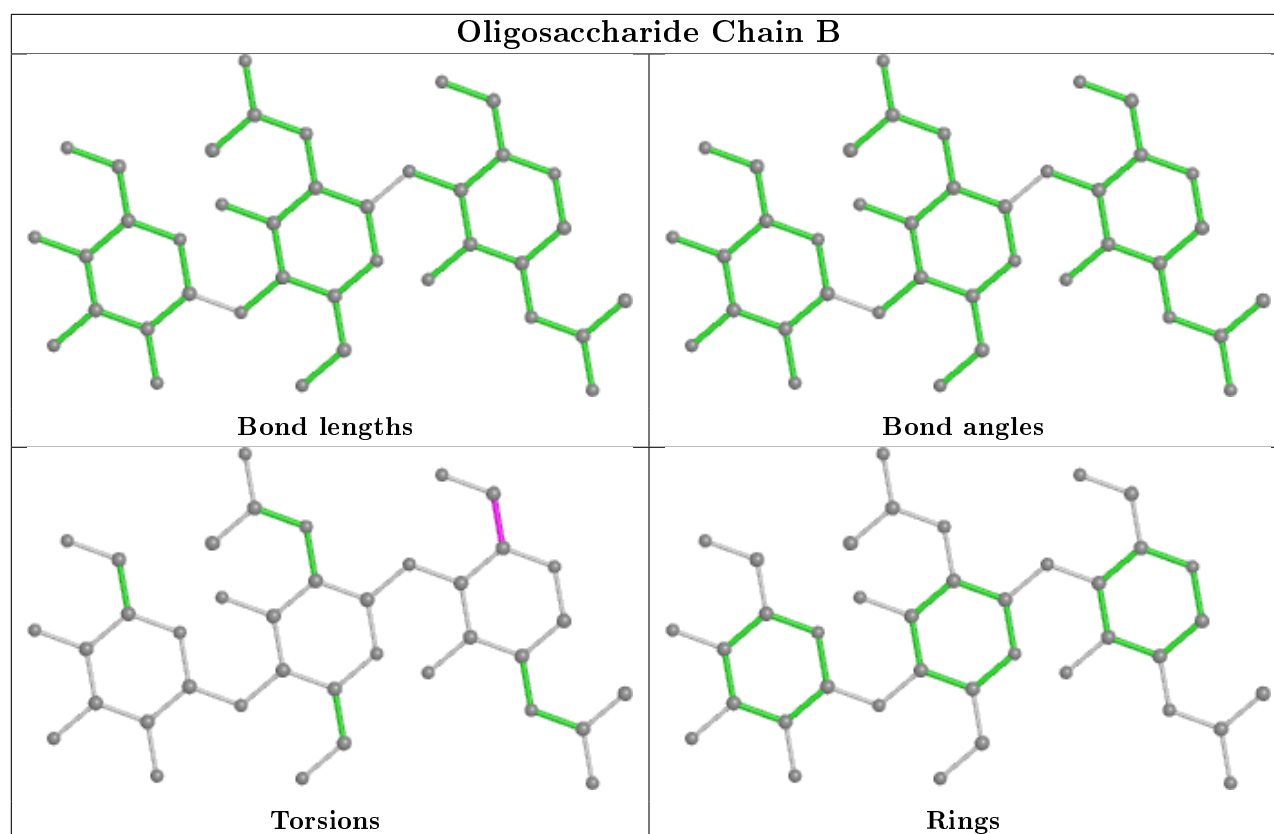 Oligosaccharide Chain B
Bond lengths
Bond angles
Torsions
Rings